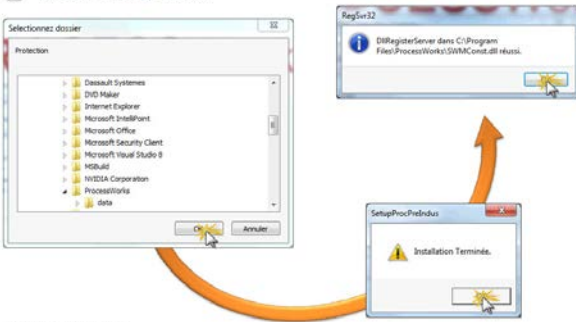 Selectionnez dossier
Protection
Dassault Systemes
DVD Maker
Internet Explorer
Microsoft IntelliPoint
Microsoft Office
Microsoft Security Client
Microsoft Visual Studio 8
MSBuild
NVIDIA Corporation
ProcessWorks
data
Annuler
RegSvr32
DllRegisterServer dans C:\Program
Files\ProcessWorks\SWMConst.dll réussi.
SetupProcPreIndus
Installation Terminée.